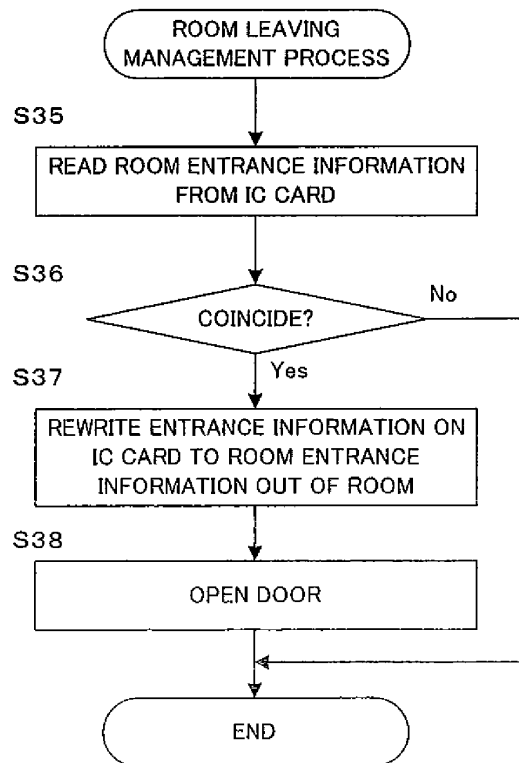 ROOM LEAVING
MANAGEMENT PROCESS
S35
READ ROOM ENTRANCE INFORMATION
FROM IC CARD
S36
No
COINCIDE?
Yes
S37
REWRITE ENTRANCE INFORMATION ON
IC CARD TO ROOM ENTRANCE
INFORMATION OUT OF ROOM
S38
OPEN DOOR
END